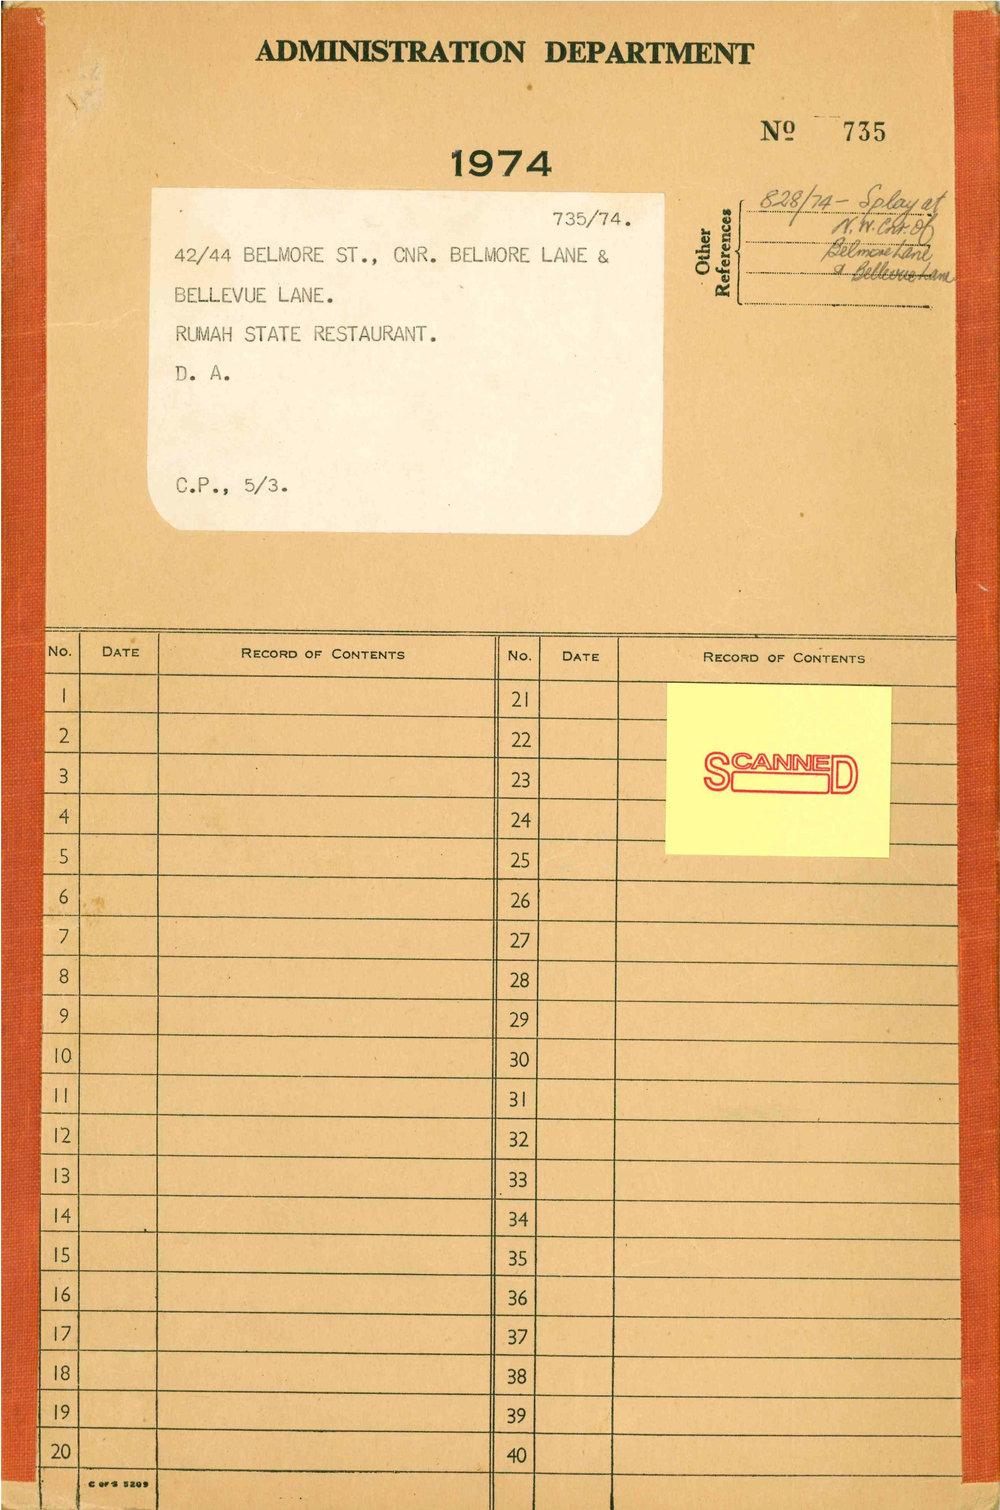 ADMINISTRATION DEPARTMENT
Nº 735
1974
735/74.
42/44 BELMORE ST., CNR. BELMORE LANE &
BELLEVUE LANE.
RUMAH STATE RESTAURANT.
D. A.
C.P., 5/3.
Other
References
828/74 - Splay at
N.W. Cnr. Of
Belmore Lane
& Bellevue Lane
No. DATE RECORD OF CONTENTS No. DATE RECORD OF CONTENTS
1 21
2 22
3 23
4 24
5 25
6 26
7 27
8 28
9 29
10 30
11 31
12 32
13 33
14 34
15 35
16 36
17 37
18 38
19 39
20 40
SCANNED
C OF S 5209